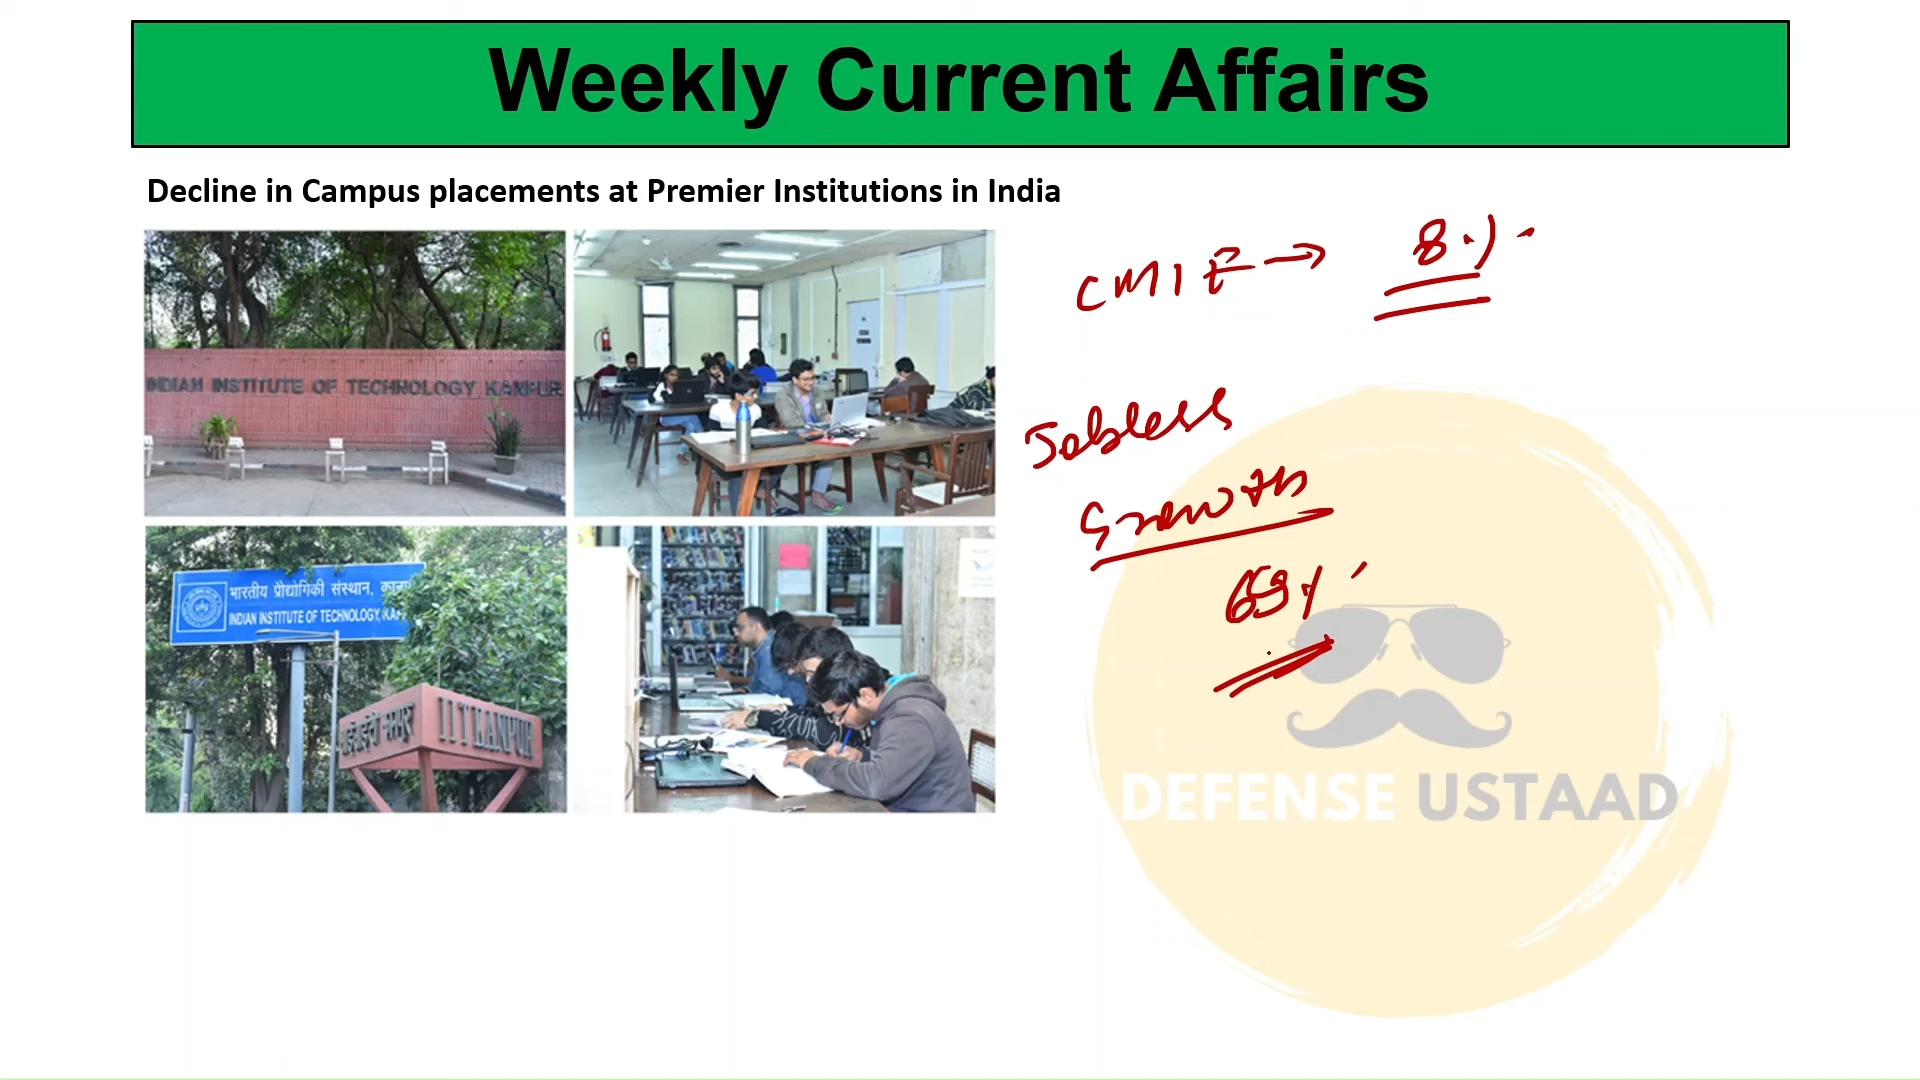 Weekly Current Affairs
Decline in Campus placements at Premier Institutions in India
CMIE → 8%
INDIAN INSTITUTE OF TECHNOLOGY KANPUR
Jobless
Growth
69%
भारतीय प्रौद्योगिकी संस्थान,
INDIAN INSTITUTE OF TECHNOLOGY,
IIT KANPUR
DEFENSE USTAAD